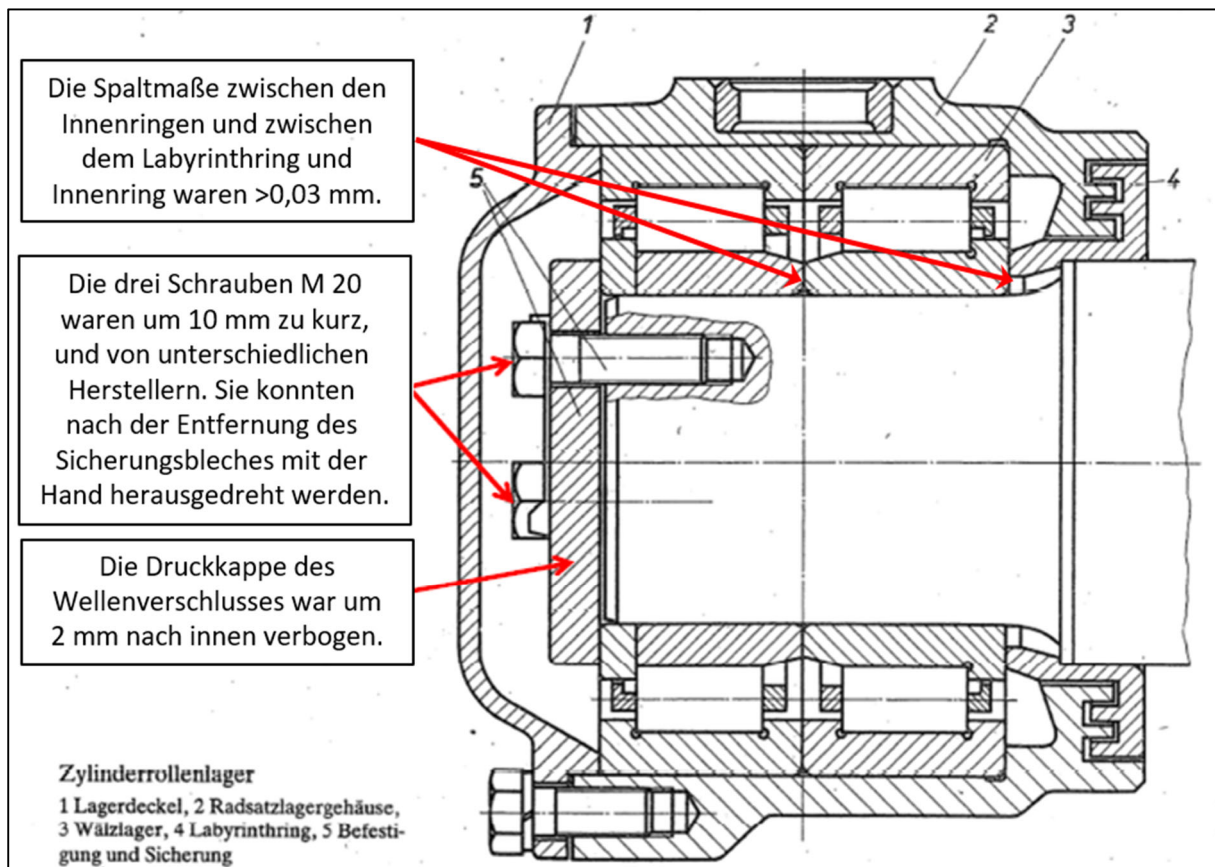 1
2
3
Die Spaltmaße zwischen den
Innenringen und zwischen
dem Labyrinthring und
Innenring waren >0,03 mm.
5
4
Die drei Schrauben M 20
waren um 10 mm zu kurz,
und von unterschiedlichen
Herstellern. Sie konnten
nach der Entfernung des
Sicherungsbleches mit der
Hand herausgedreht werden.
Die Druckkappe des
Wellenverschlusses war um
2 mm nach innen verbogen.
Zylinderrollenlager
1 Lagerdeckel, 2 Radsatzlagergehäuse,
3 Wälzlager, 4 Labyrinthring, 5 Befesti-
gung und Sicherung